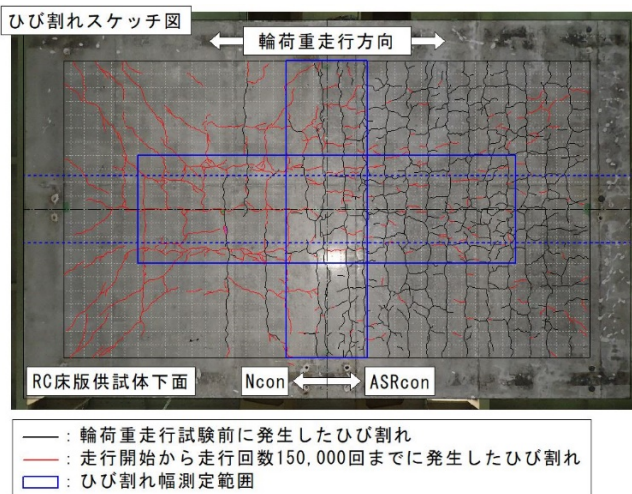 ひび割れスケッチ図
輪荷重走行方向
RC床版供試体下面
Ncon
ASRcon
: 輪荷重走行試験前に発生したひび割れ
: 走行開始から走行回数150,000回までに発生したひび割れ
: ひび割れ幅測定範囲